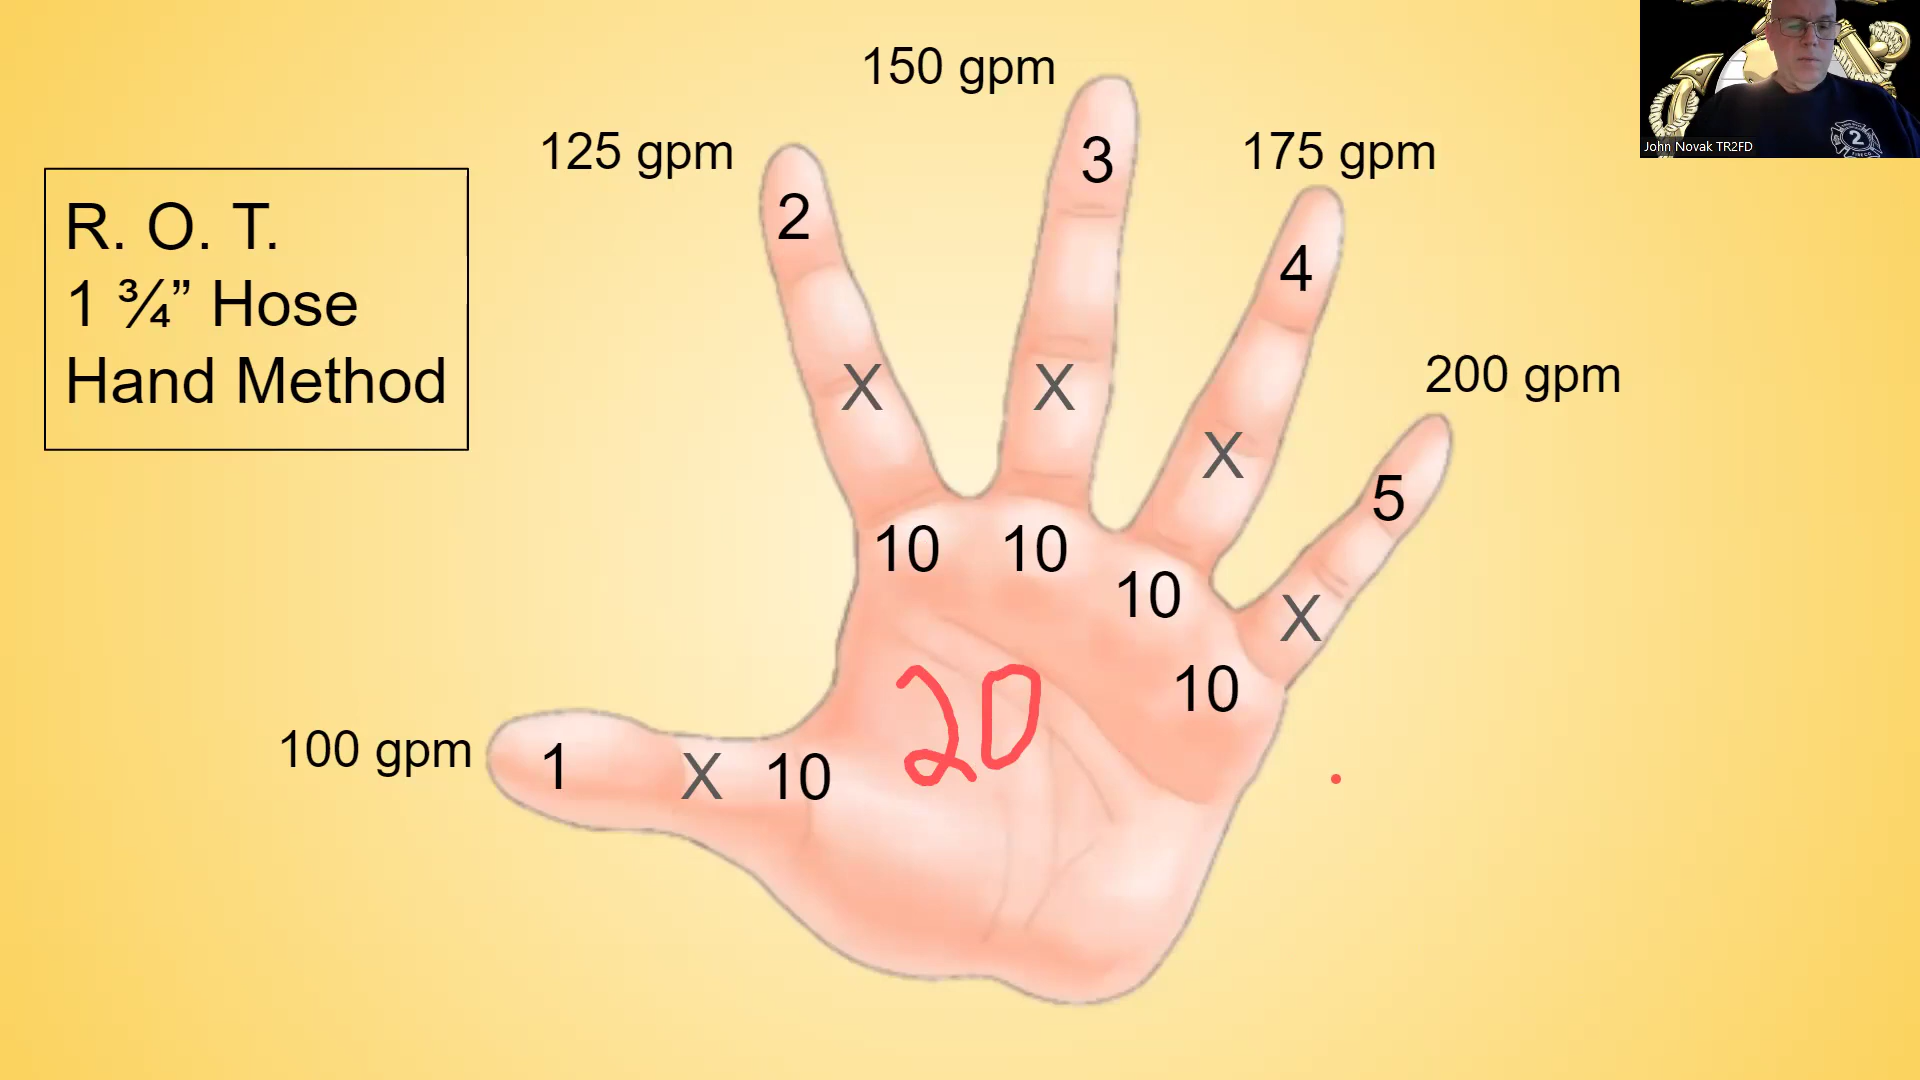 R. O. T.
1 ¾” Hose
Hand Method
150 gpm
125 gpm
175 gpm
200 gpm
100 gpm
2
3
4
5
1
X
X
X
X
X
10
10
10
10
10
20
John Novak TR2FD
2